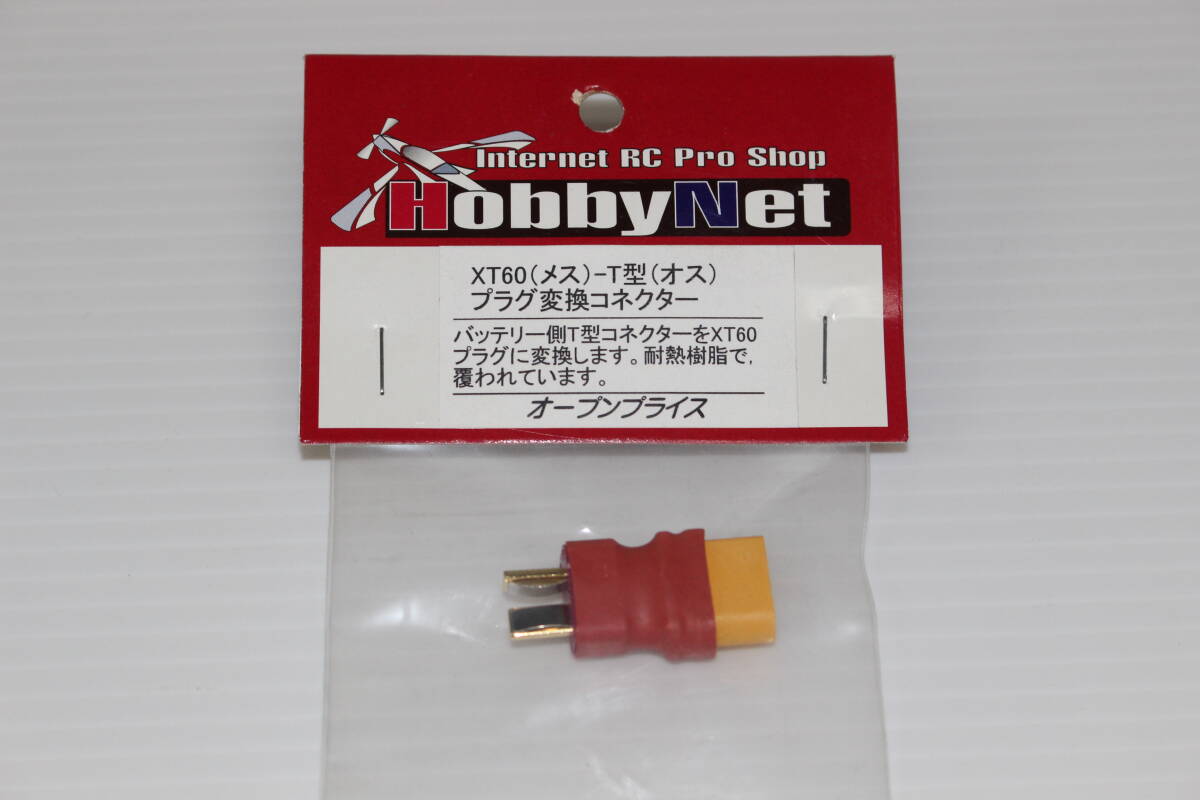 Internet RC Pro Shop
HobbyNet
XT60(メス)-T型(オス)
プラグ変換コネクター
バッテリー側T型コネクターをXT60
プラグに変換します。耐熱樹脂で,
覆われています。
オープンプライス